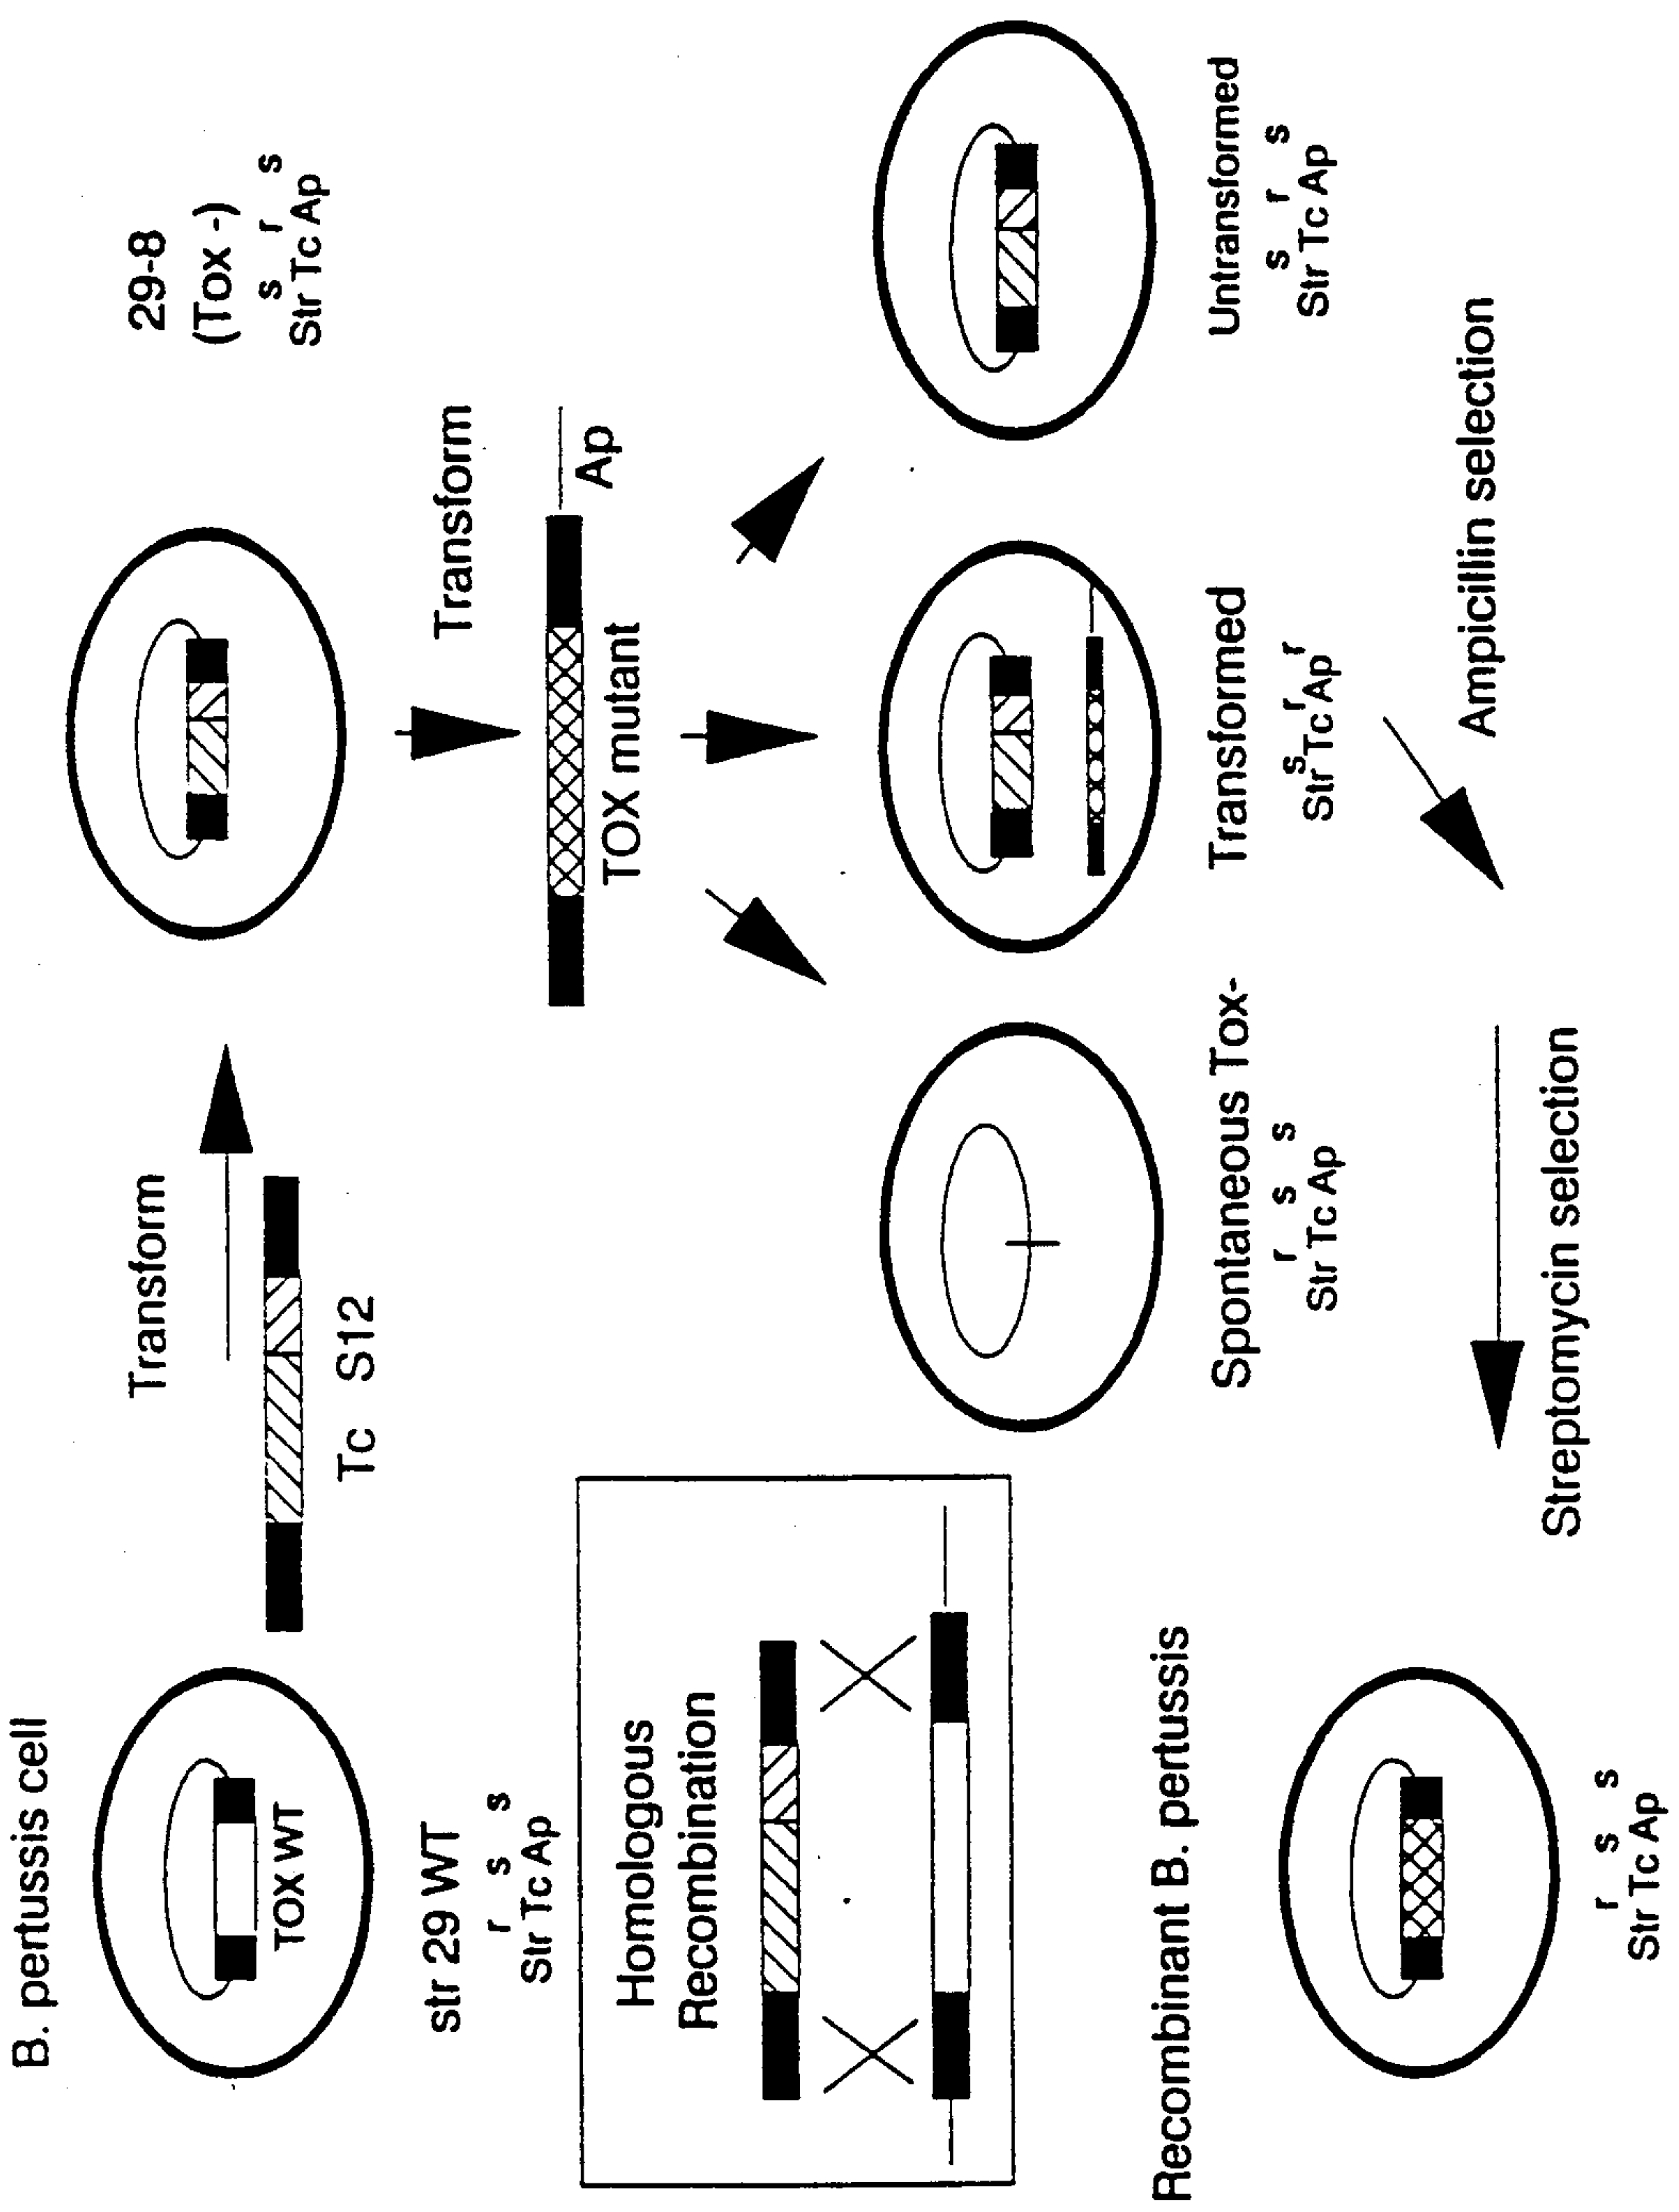 B. pertussis cell
TOX WT
str 29 WT
r s s
Str Tc Ap
Transform
Tc S12
29-8
(Tox -)
s r s
Str Tc Ap
Transform
Ap
TOX mutant
Homologous
Recombination
Spontaneous Tox-
r s s
Str Tc Ap
Transformed
s r r
Str Tc Ap
Untransformed
s r s
Str Tc Ap
Ampicillin selection
Streptomycin selection
Recombinant B. pertussis
r s s
Str Tc Ap